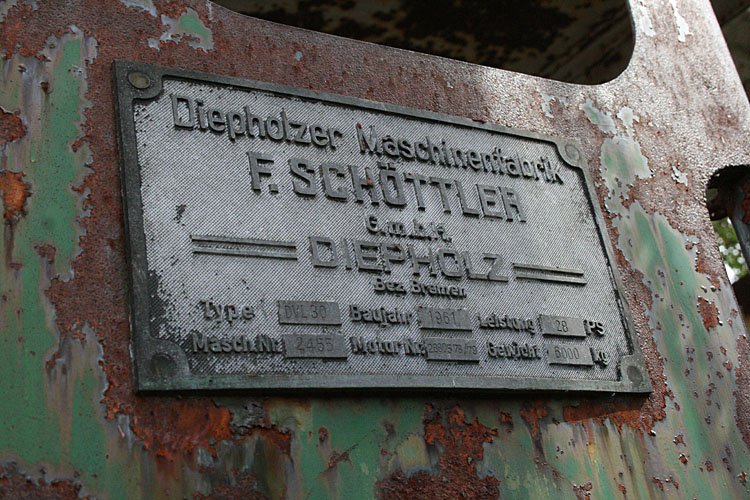 Diepholzer Maschinenfabrik
F. SCHÖTTLER
G.m.b.H.
DIEPHOLZ
Bez. Bremen
Type DVL 30 Baujahr 1961 Leistung 28 PS
Masch.Nr. 2455 Motor Nr. Gewicht 6000 kg